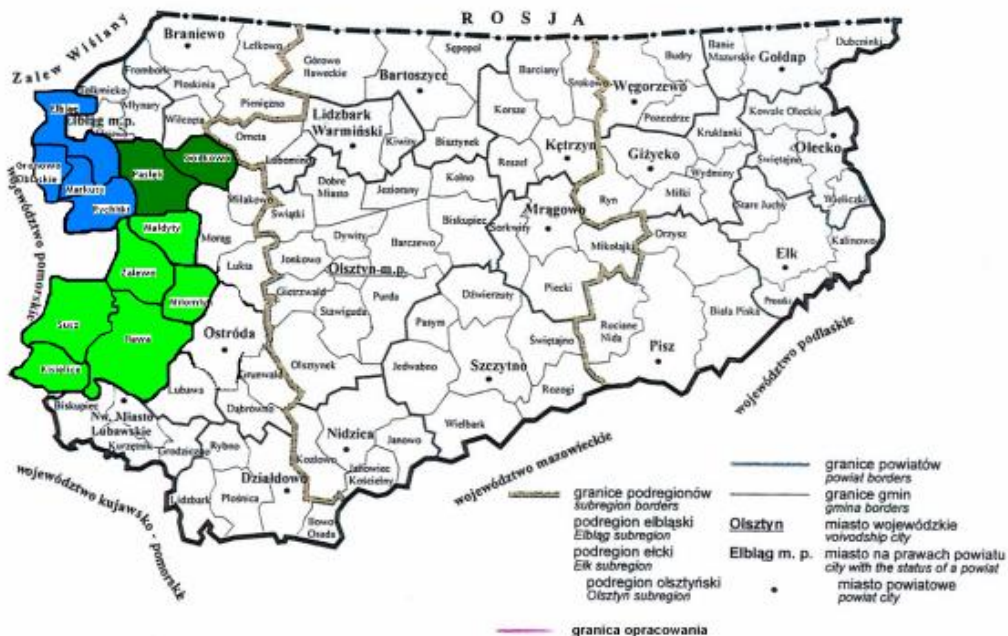 R O S J A
Zalew Wiślany
Braniewo
Lelkowo
Górowo
Iławeckie
Sępopol
Bartoszyce
Barciany
Srokowo
Węgorzewo
Budry
Banie
Mazurskie
Gołdap
Dubeninki
Frombork
Płoskinia
Młynary
Wilczęta
Pieniężno
Lidzbark
Warmiński
Korsze
Pozezdrze
Kowale Oleckie
Elbląg
Elbląg m.p.
Orneta
Kiwity
Bisztynek
Kętrzyn
Kruklanki
Giżycko
Olecko
Świętajno
Godkowo
Pasłęk
Lubomino
Reszel
Wydminy
Gronowo
Markusy
Rychliki
Dobre
Miasto
Jeziorany
Kolno
Ryn
Miłki
Stare Juchy
Wieliczki
Miłakowo
Świątki
Mrągowo
Biskupiec
Sorkwity
Małdyty
Morąg
Dywity
Barczewo
Mikołajki
Orzysz
Kalinowo
Ełk
województwo pomorskie
Zalewo
Łukta
Jonkowo
Olsztyn m.p.
Gietrzwałd
Purda
Stawiguda
Dźwierzuty
Piecki
Prostki
Biała Piska
Miłomłyn
Susz
Iława
Ostróda
Pasym
Ruciane
Nida
Pisz
Świętajno
Kisielice
Olsztynek
Jedwabno
Szczytno
Rozogi
Lubawa
Grunwald
Dąbrówno
Biskupiec
Nw. Miasto
Lubawskie
Kurzętnik
Grodziczno
Rybno
Wielbark
Nidzica
Janowo
Kozłowo
Janowiec
Kościelny
Działdowo
Lidzbark
Płośnica
Iłowo
Osada
województwo podlaskie
województwo mazowieckie
województwo kujawsko - pomorskie
granice podregionów
subregion borders
podregion elbląski
Elbląg subregion
podregion ełcki
Ełk subregion
podregion olsztyński
Olsztyn subregion
granice powiatów
powiat borders
granice gmin
gmina borders
Olsztyn miasto wojewódzkie
voivodship city
Elbląg m. p. miasto na prawach powiatu
city with the status of a powiat
miasto powiatowe
powiat city
granica opracowania